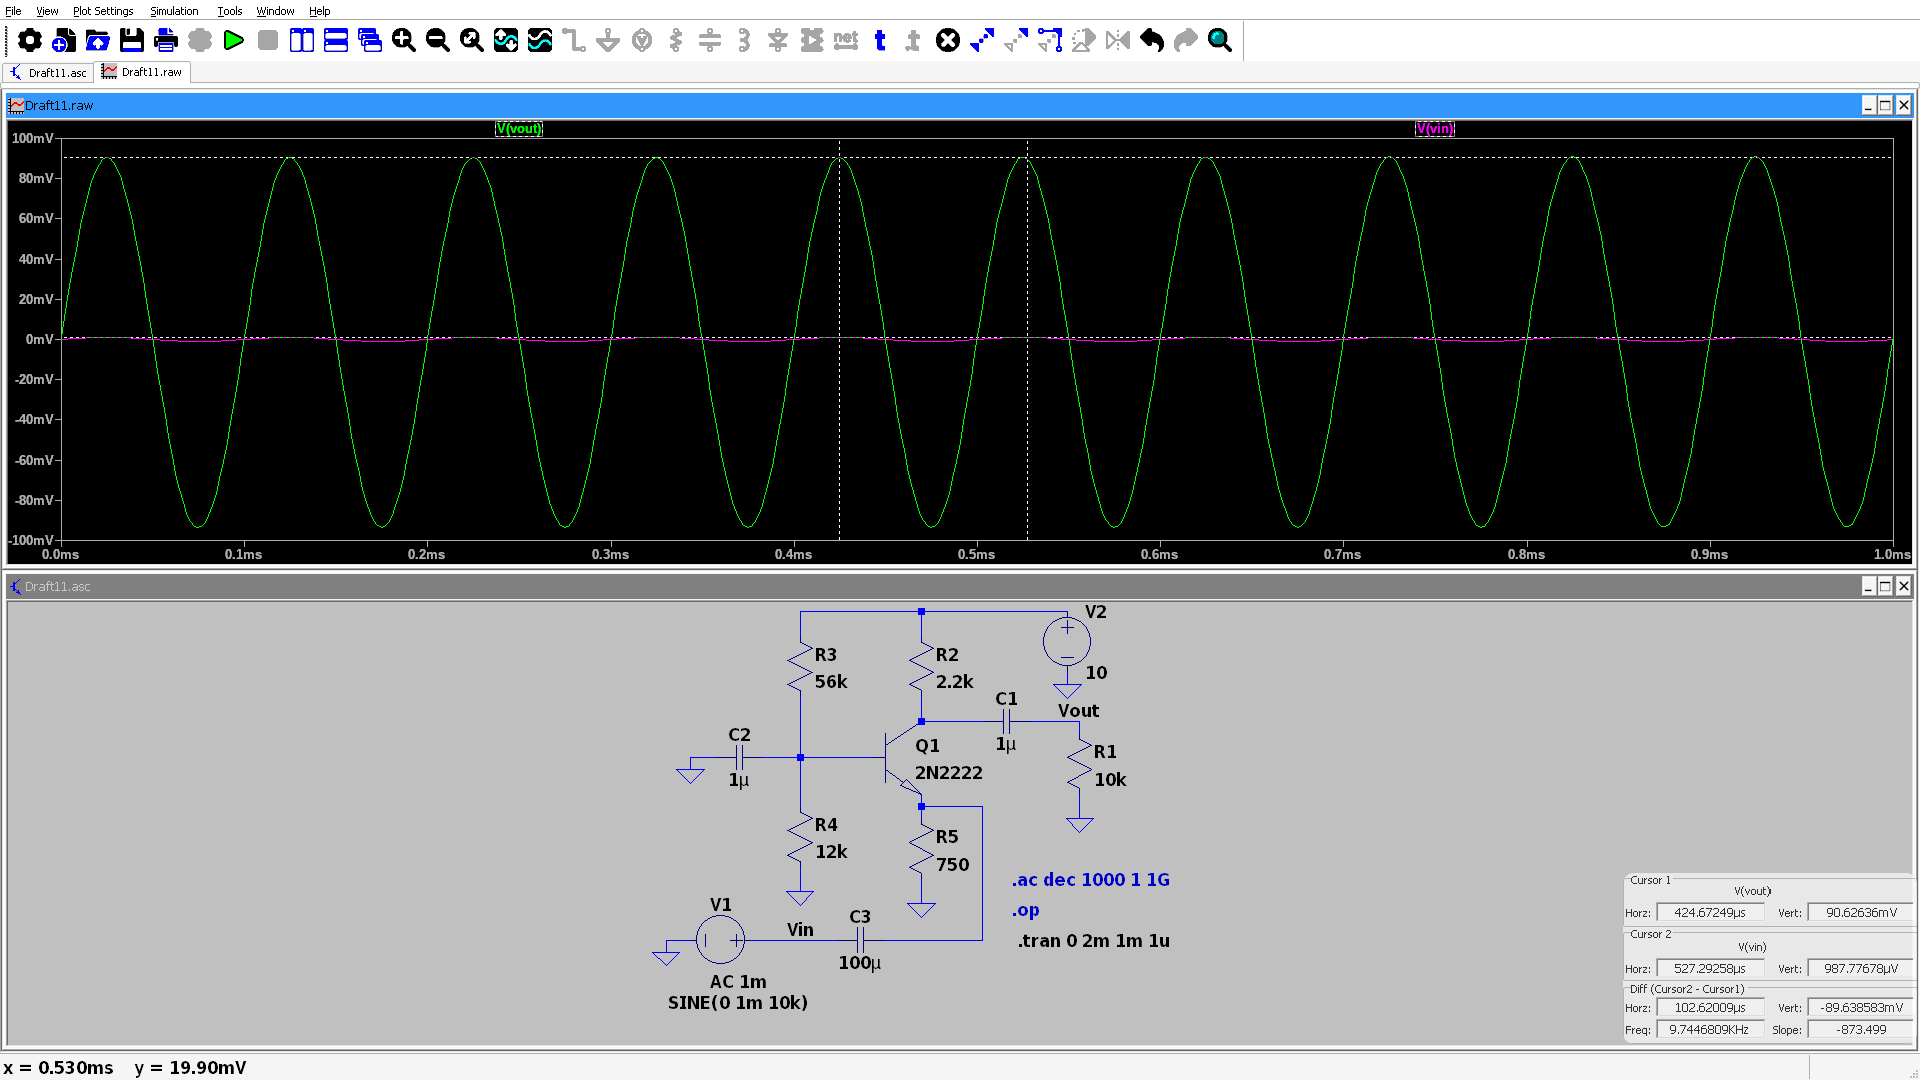 File View Plot Settings Simulation Tools Window Help
net t .t
Draft11.asc Draft11.raw
Draft11.raw
V(vout) V(vin)
100mV
80mV
60mV
40mV
20mV
0mV
-20mV
-40mV
-60mV
-80mV
-100mV
0.0ms 0.1ms 0.2ms 0.3ms 0.4ms 0.5ms 0.6ms 0.7ms 0.8ms 0.9ms 1.0ms
Draft11.asc
V2
10
R3
56k
R2
2.2k
C1
1µ
Vout
R1
10k
C2
1µ
Q1
2N2222
R4
12k
R5
750
V1
Vin
C3
100µ
AC 1m
SINE(0 1m 10k)
.ac dec 1000 1 1G
.op
.tran 0 2m 1m 1u
Cursor 1
V(vout)
Horz: 424.67249µs Vert: 90.62636mV
Cursor 2
V(vin)
Horz: 527.29258µs Vert: 987.77678µV
Diff (Cursor2 - Cursor1)
Horz: 102.62009µs Vert: -89.638583mV
Freq: 9.7446809KHz Slope: -873.499
x = 0.530ms y = 19.90mV